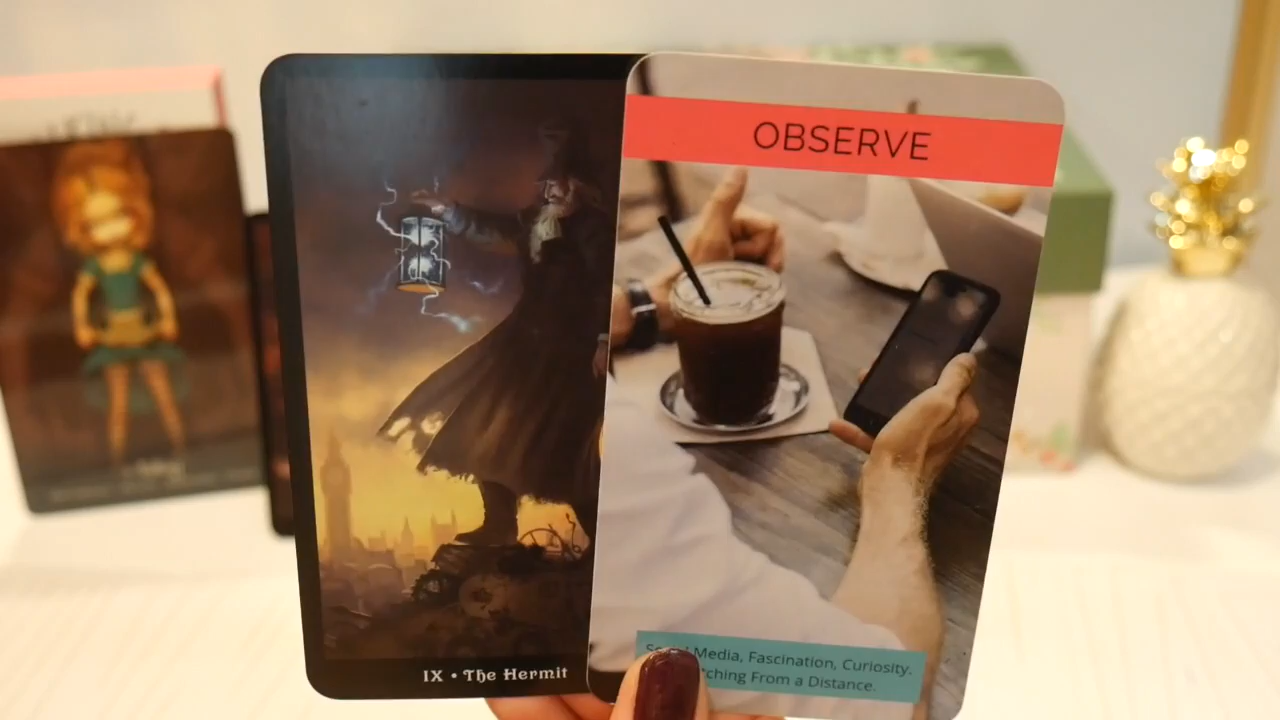 OBSERVE
Media, Fascination, Curiosity.
From a Distance.
IX • The Hermit